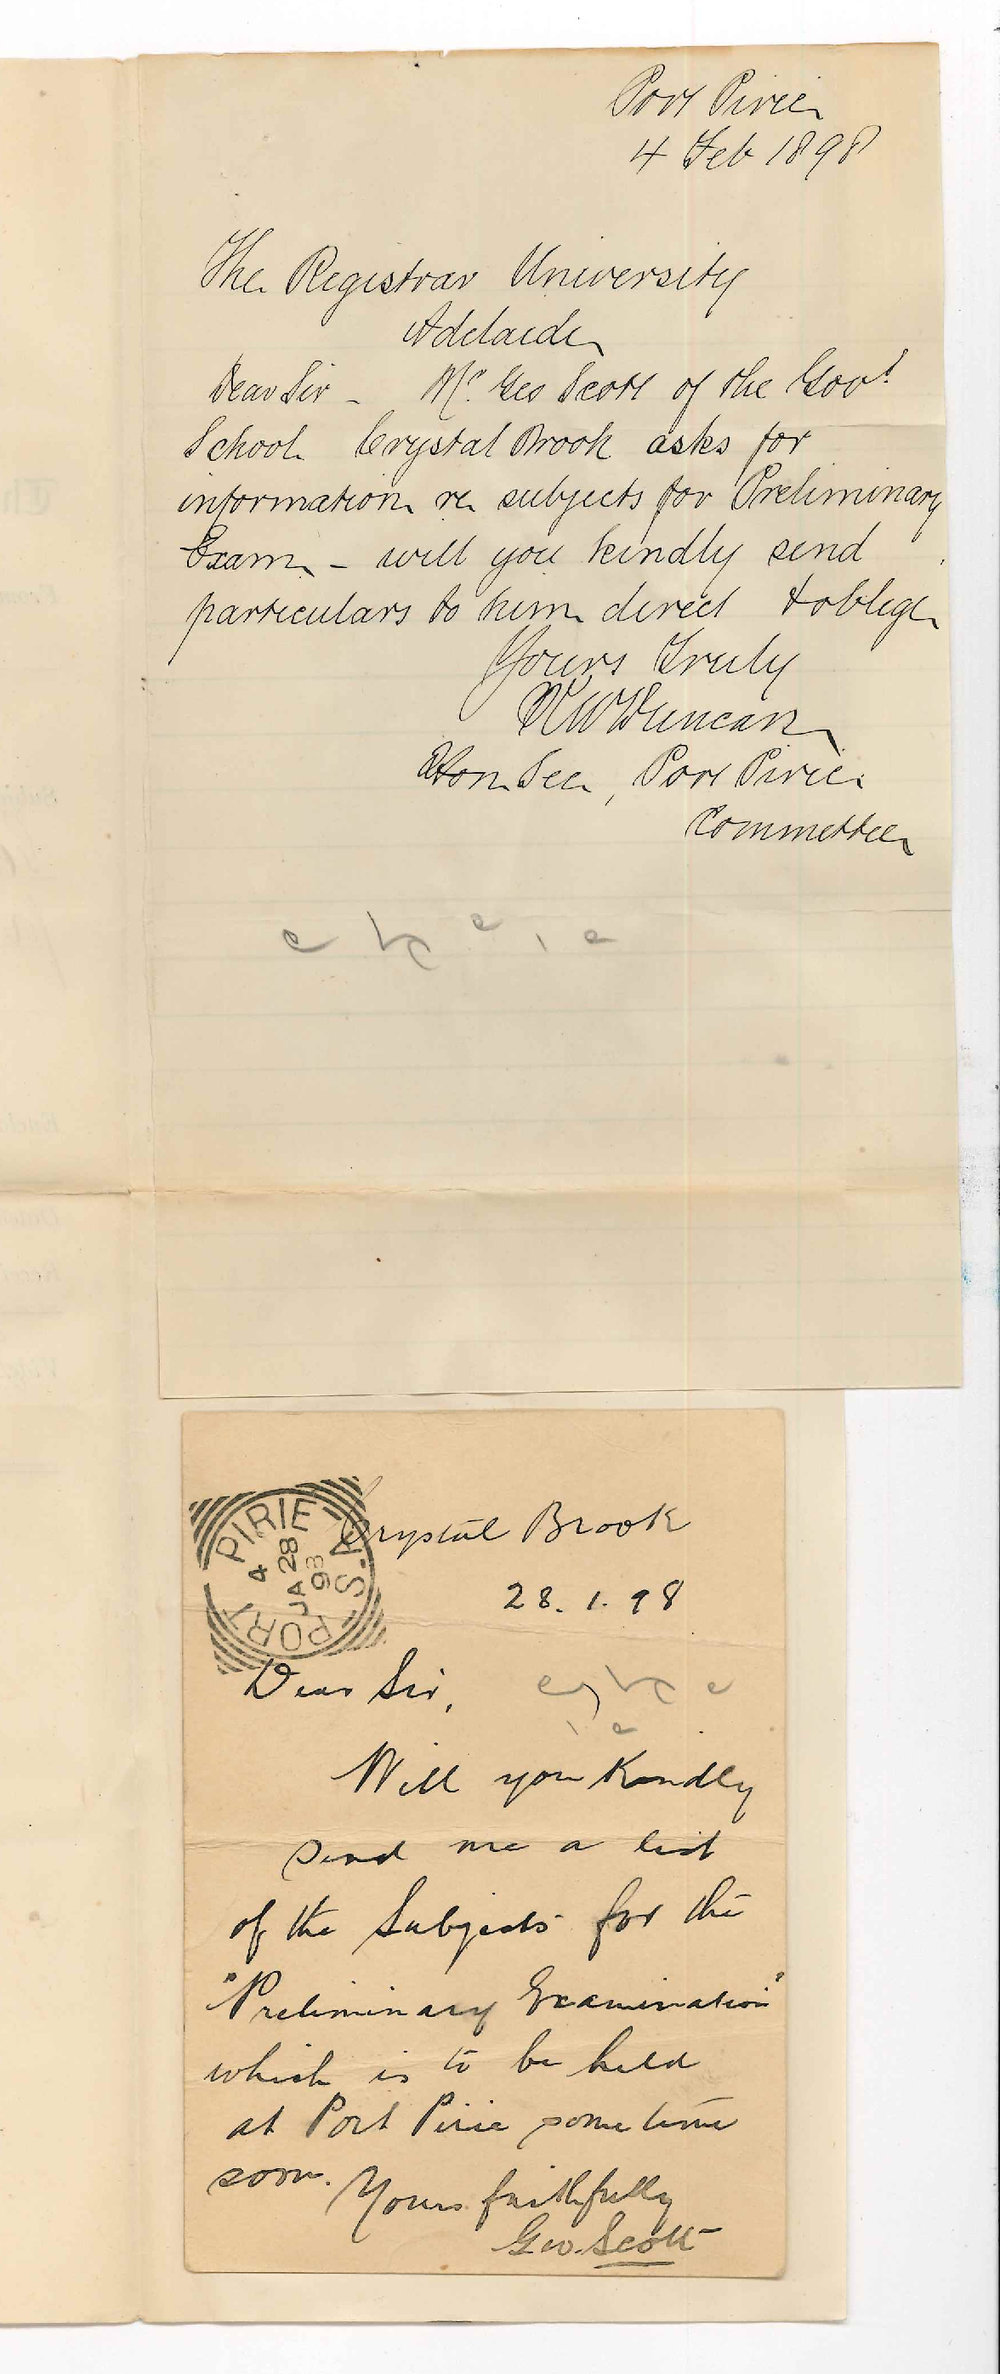 Port Pirie
4 Feb 1898
The Registrar University
Adelaide
Dear Sir - Mr. Geo Scott of the Govt
School Crystal Brook asks for
information re subjects for Preliminary
Exam - will you kindly send
particulars to him direct & oblige
Yours Truly
W Duncan
Hon Sec, Port Pirie
Committee
PORT PIRIE S.A
4
JA 28
98
Crystal Brook
28.1.98
Dear Sir,
Will you kindly
send me a list
of the Subjects for the
"Preliminary Examination"
which is to be held
at Port Pirie some time
soon. Yours faithfully
Geo. Scott